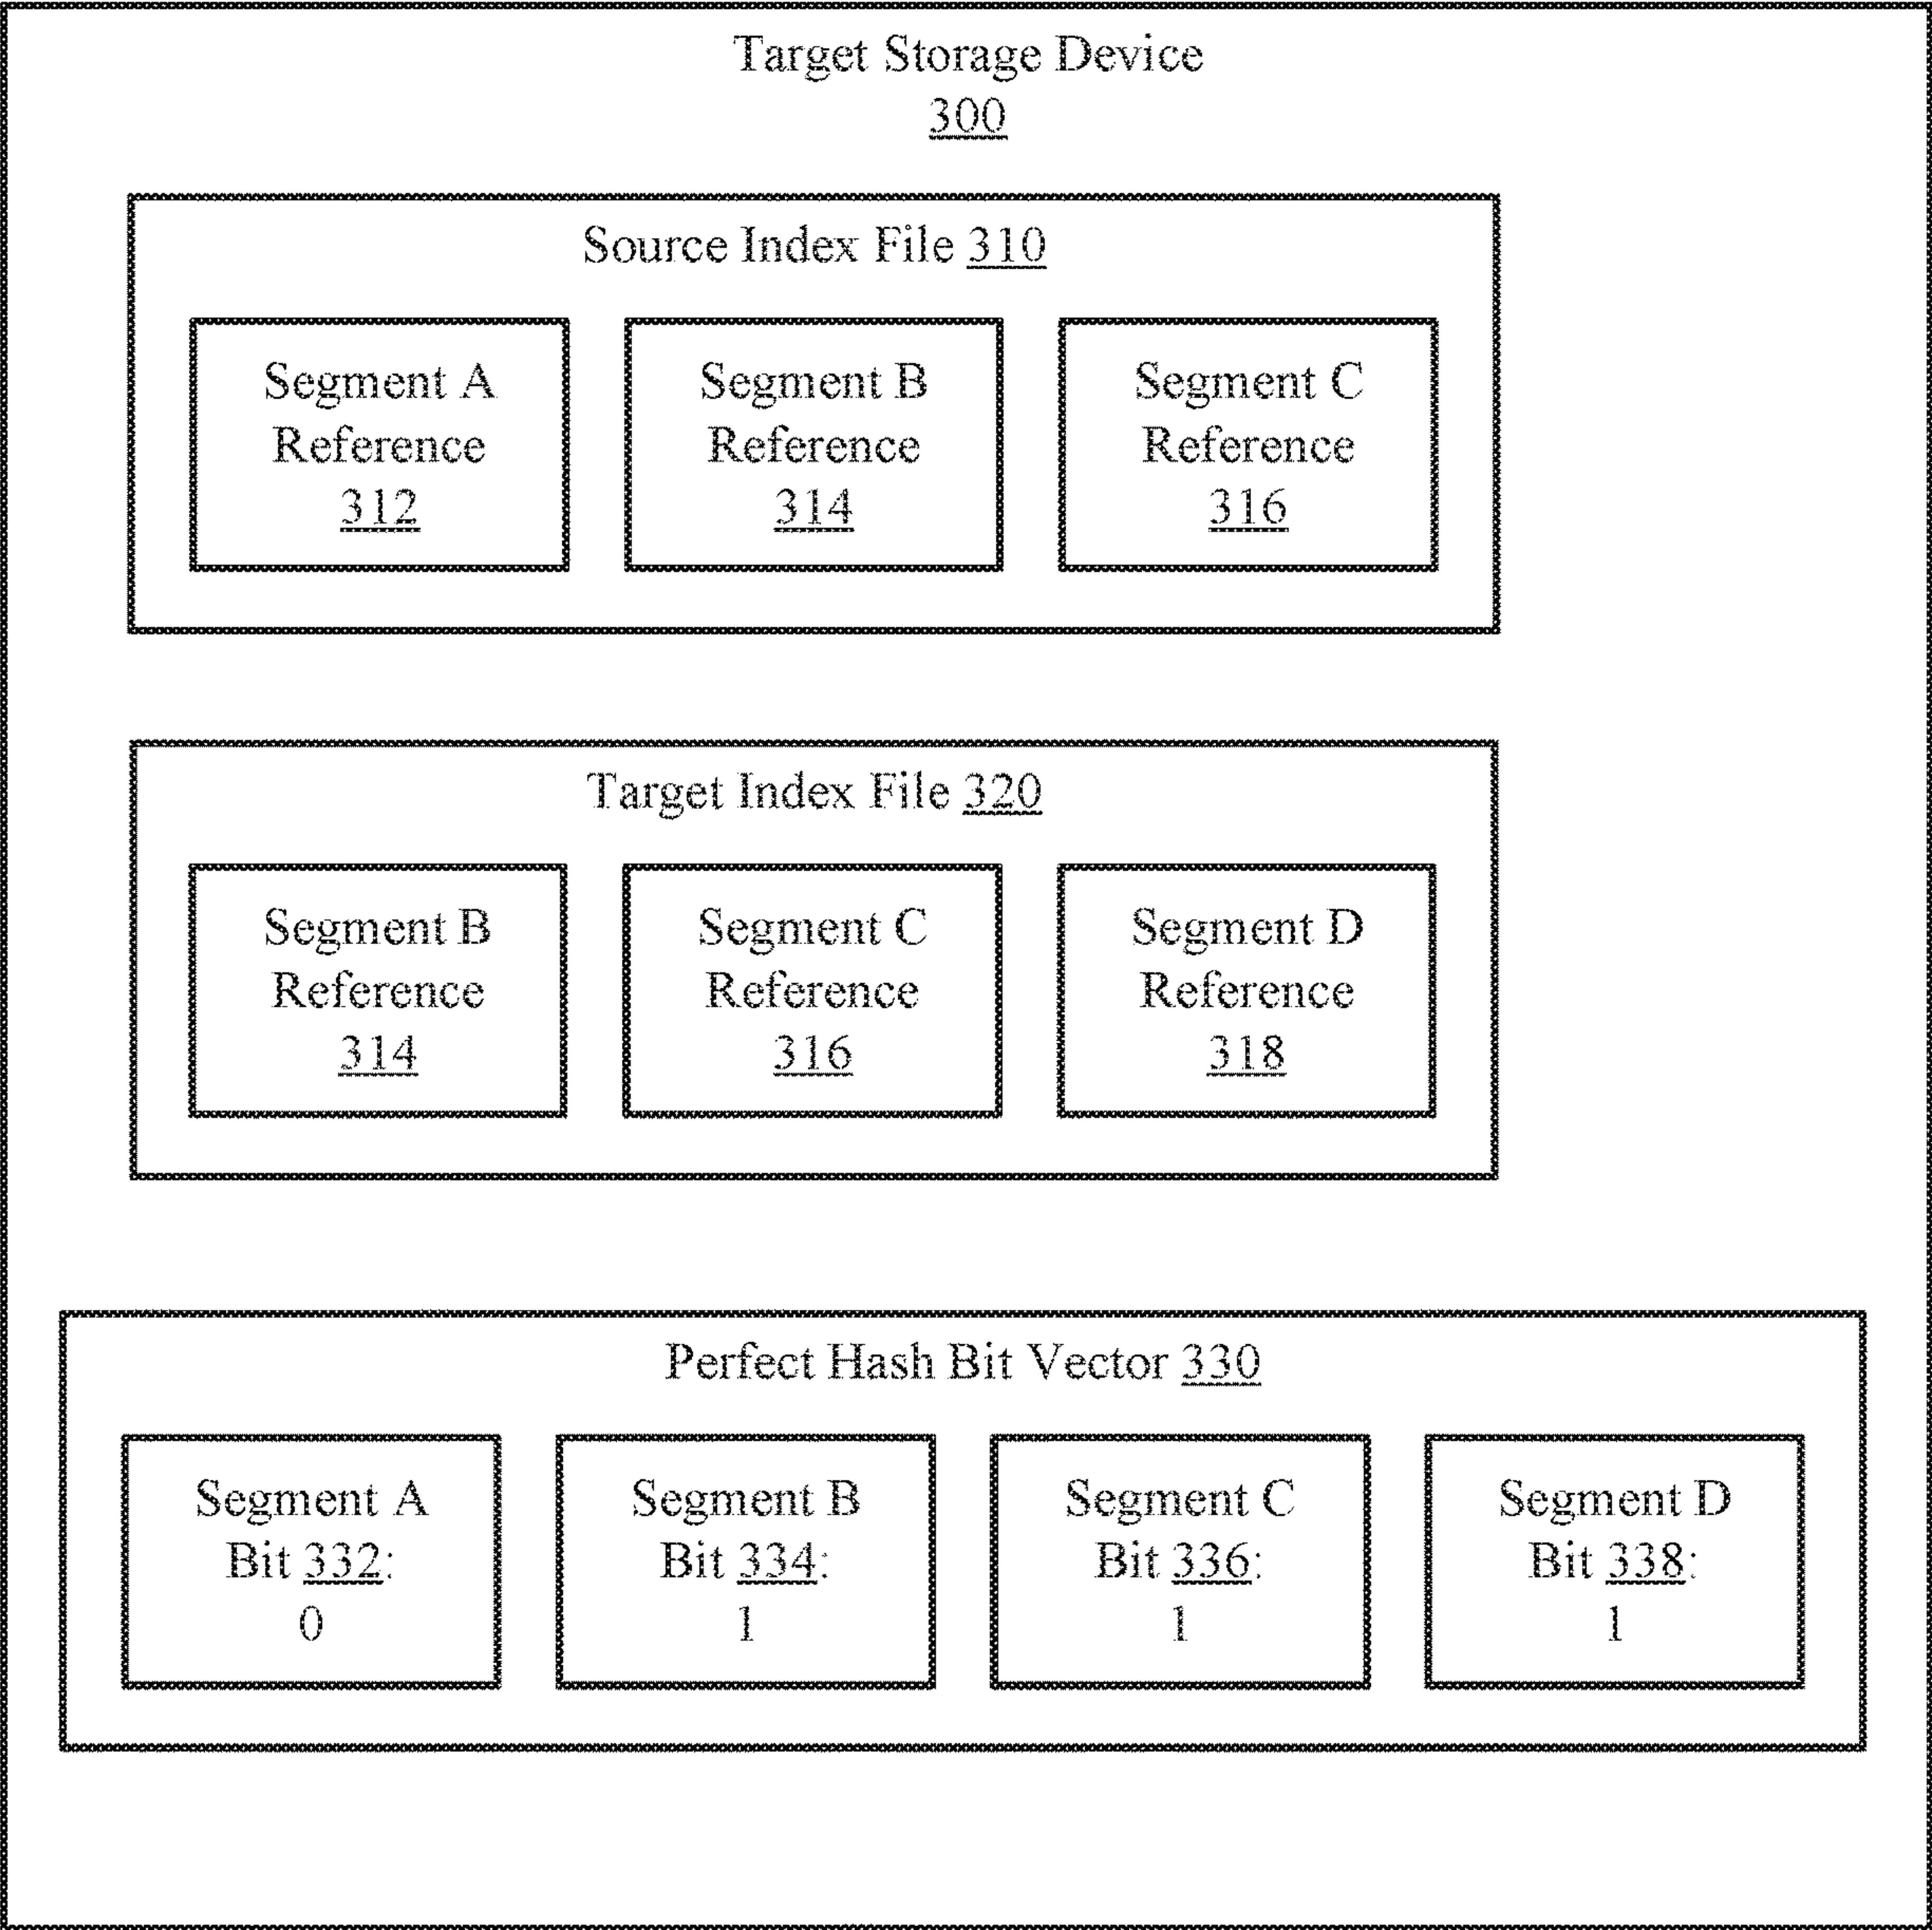 Target Storage Device
300
Source Index File 310
Segment A
Reference
312
Segment B
Reference
314
Segment C
Reference
316
Target Index File 320
Segment B
Reference
314
Segment C
Reference
316
Segment D
Reference
318
Perfect Hash Bit Vector 330
Segment A
Bit 332:
0
Segment B
Bit 334:
1
Segment C
Bit 336:
1
Segment D
Bit 338:
1